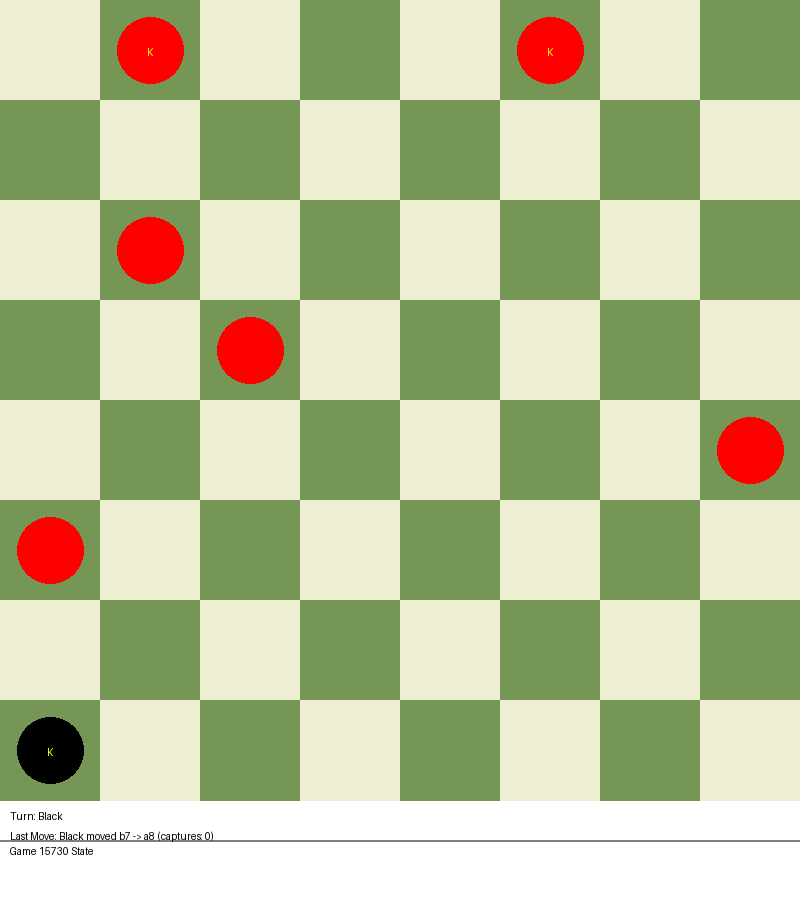 K K
K
Turn: Black
Last Move: Black moved b7 -> a8 (captures: 0)
Game 15730 State